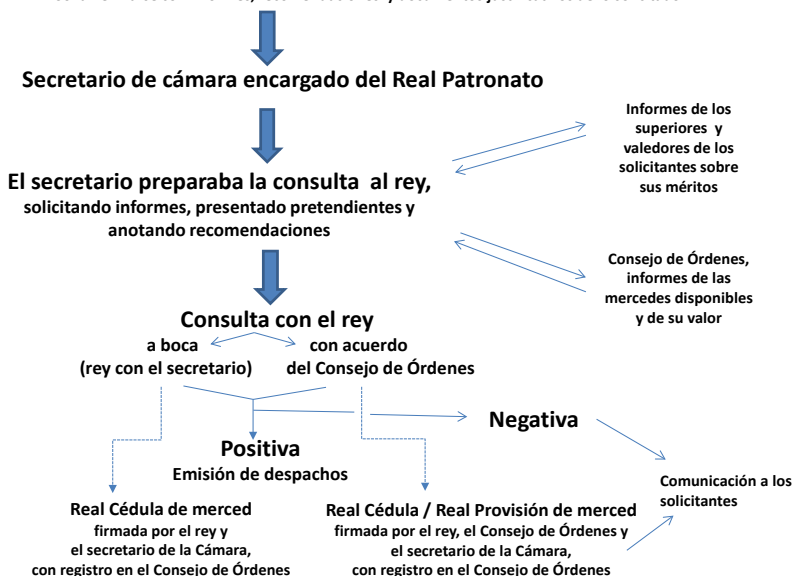 Secretario de cámara encargado del Real Patronato
Informes de los
superiores y
valedores de los
solicitantes sobre
sus méritos
El secretario preparaba la consulta al rey,
solicitando informes, presentado pretendientes y
anotando recomendaciones
Consejo de Órdenes,
informes de las
mercedes disponibles
y de su valor
Consulta con el rey
a boca
(rey con el secretario)
con acuerdo
del Consejo de Órdenes
Negativa
Positiva
Emisión de despachos
Comunicación a los
solicitantes
Real Cédula de merced
firmada por el rey y
el secretario de la Cámara,
con registro en el Consejo de Órdenes
Real Cédula / Real Provisión de merced
firmada por el rey, el Consejo de Órdenes y
el secretario de la Cámara,
con registro en el Consejo de Órdenes